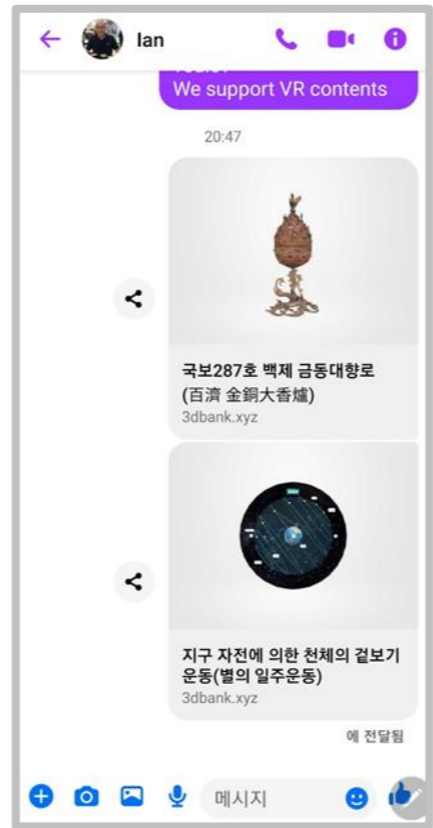 Ian
We support VR contents
20:47
국보287호 백제 금동대향로
(百濟 金銅大香爐)
3dbank.xyz
지구 자전에 의한 천체의 겉보기
운동(별의 일주운동)
3dbank.xyz
에 전달됨
메시지